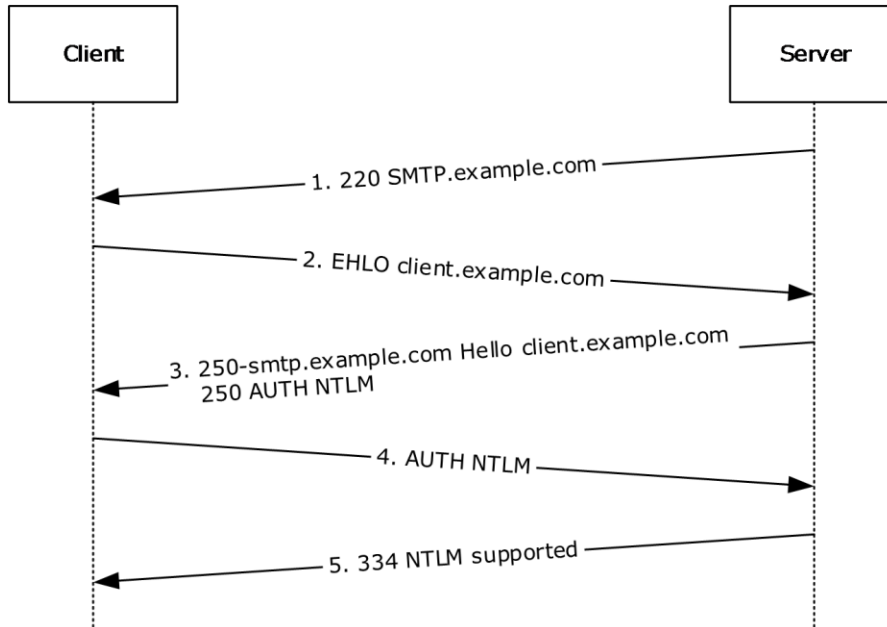 Client
Server
1. 220 SMTP.example.com
2. EHLO client.example.com
3. 250-smtp.example.com Hello client.example.com
250 AUTH NTLM
4. AUTH NTLM
5. 334 NTLM supported